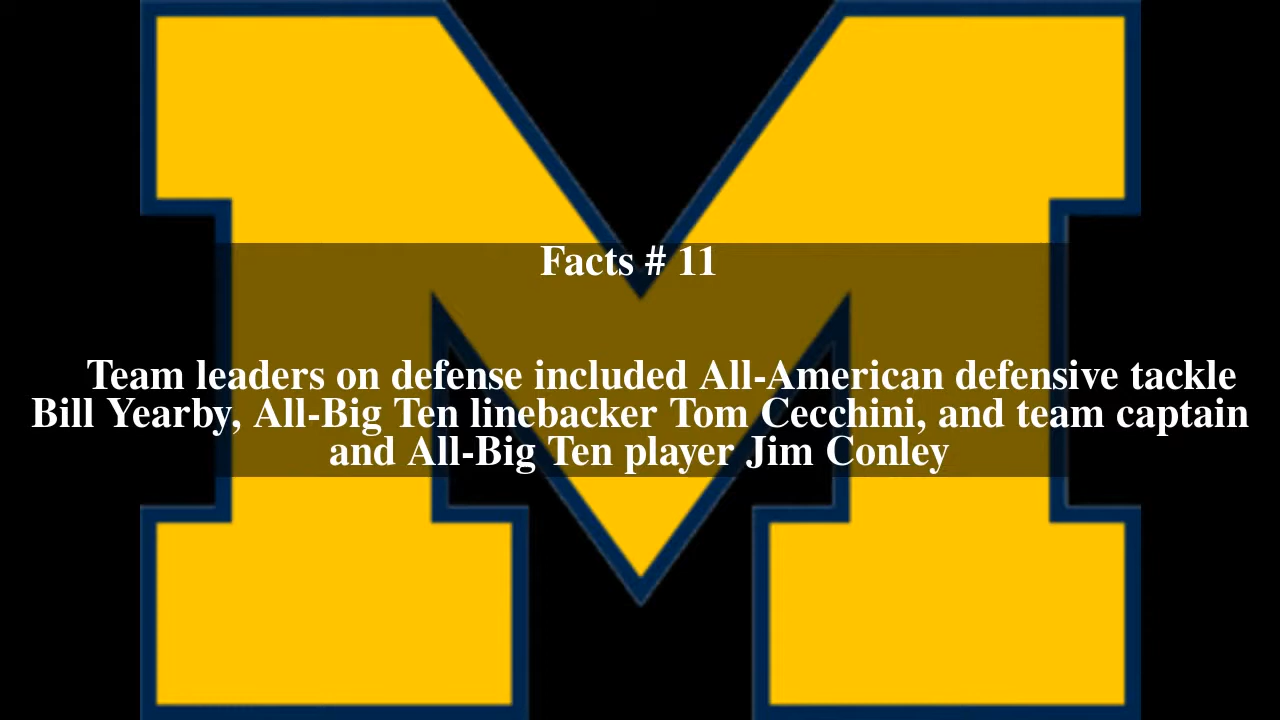 Facts # 11
Team leaders on defense included All-American defensive tackle
Bill Yearby, All-Big Ten linebacker Tom Cecchini, and team captain
and All-Big Ten player Jim Conley